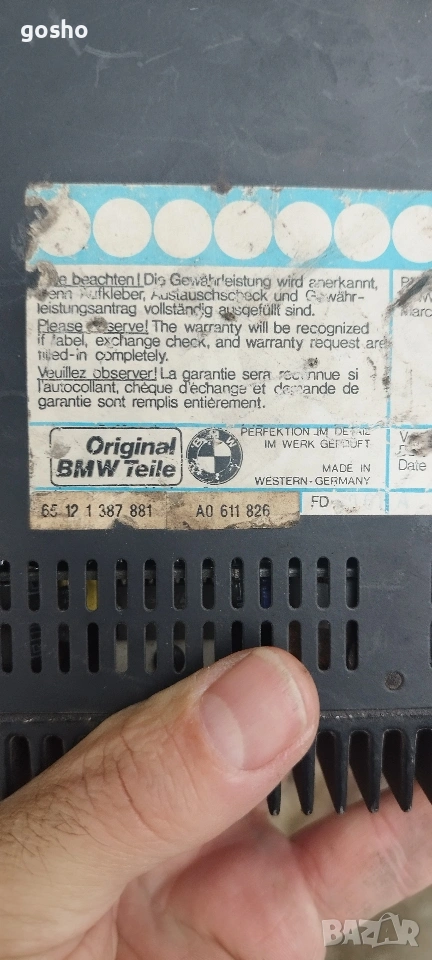 gosho
beachten! Die Gewährleistung wird anerkannt,
wenn Aufkleber, Austauschscheck und Gewähr-
leistungsantrag vollständig ausgefüllt sind.
Please observe! The warranty will be recognized
if label, exchange check, and warranty request are
filled-in completely.
Veuillez observer! La garantie sera reconnue si
l'autocollant, chèque d'échange et demande de
garantie sont remplis entièrement.
Original
BMW Teile
BMW
PERFEKTION IM DETAIL
IM WERK GEPRÜFT
MADE IN
WESTERN-GERMANY
65 12 1 387 881 A0 611 826 FD
Marc
Date
BAZAR